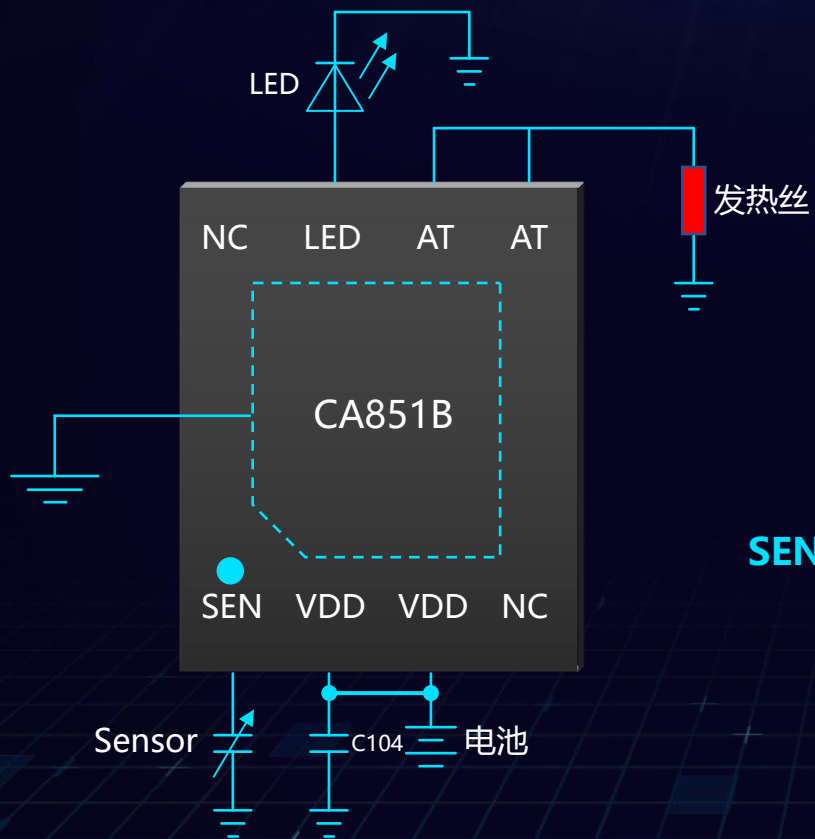 LED
发热丝
NC LED AT AT
CA851B
SEN
SEN VDD VDD NC
Sensor C104 电池